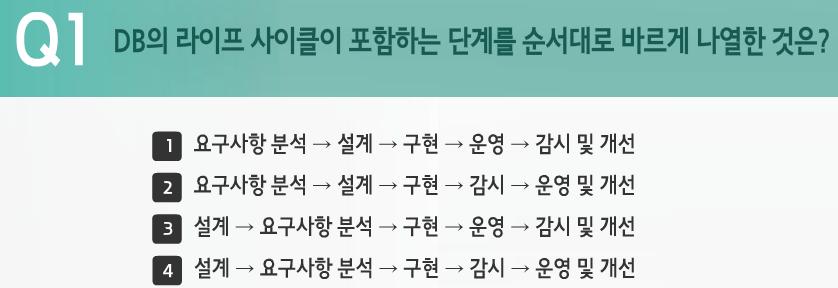 Q1 DB의 라이프 사이클이 포함하는 단계를 순서대로 바르게 나열한 것은?
1 요구사항 분석 → 설계 → 구현 → 운영 → 감시 및 개선
2 요구사항 분석 → 설계 → 구현 → 감시 → 운영 및 개선
3 설계 → 요구사항 분석 → 구현 → 운영 → 감시 및 개선
4 설계 → 요구사항 분석 → 구현 → 감시 → 운영 및 개선